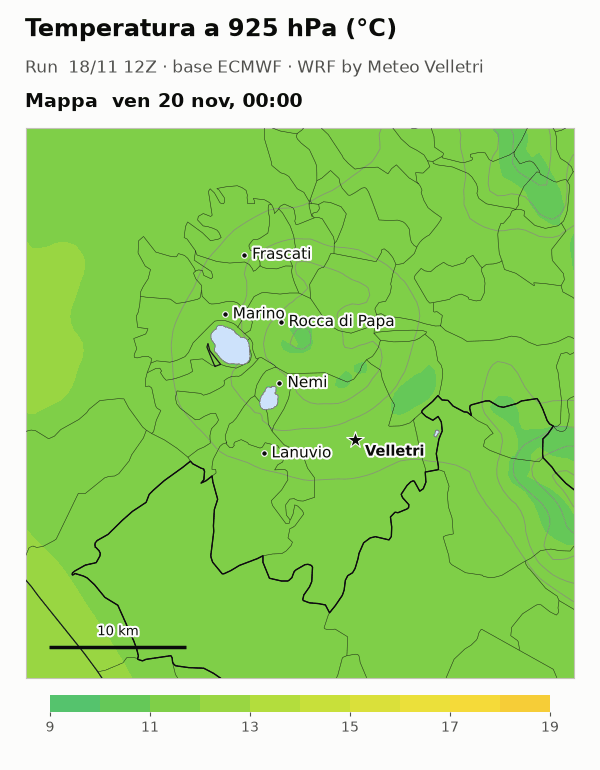 Temperatura a 925 hPa (°C)
Run  18/11 12Z · base ECMWF · WRF by Meteo Velletri
Mappa  ven 20 nov, 00:00
Frascati
Marino
Rocca di Papa
Nemi
Velletri
Lanuvio
10 km
9 11 13 15 17 19